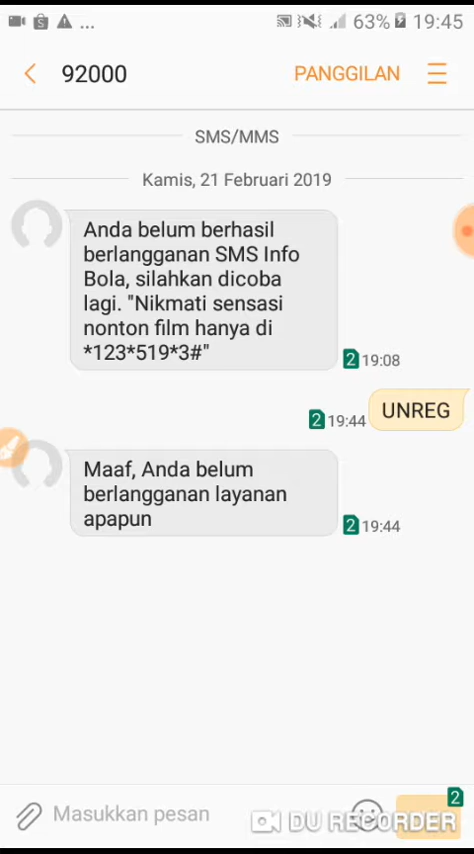 63% 19:45
92000 PANGGILAN
SMS/MMS
Kamis, 21 Februari 2019
Anda belum berhasil
berlangganan SMS Info
Bola, silahkan dicoba
lagi. "Nikmati sensasi
nonton film hanya di
*123*519*3#"
2 19:08
UNREG
2 19:44
Maaf, Anda belum
berlangganan layanan
apapun
2 19:44
2
Masukkan pesan
DU RECORDER